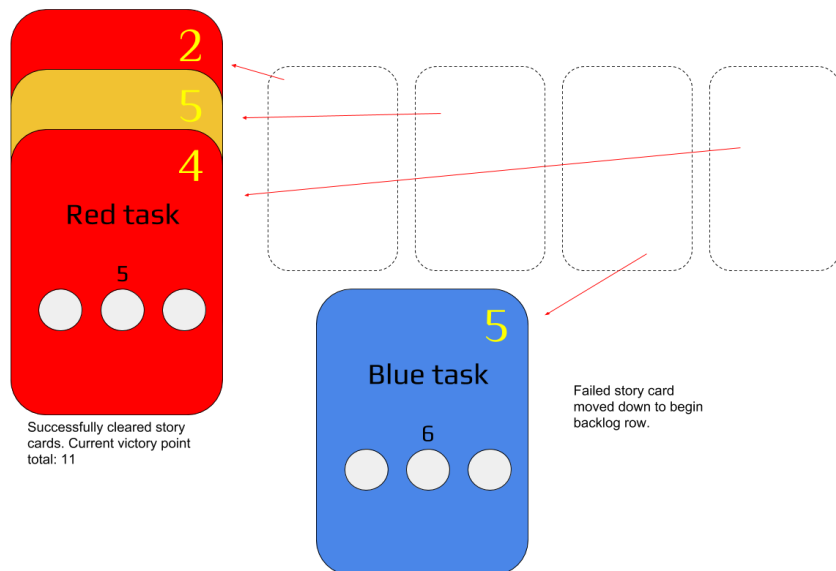 2
5
4
Red task
5
Successfully cleared story
cards. Current victory point
total: 11
5
Blue task
6
Failed story card
moved down to begin
backlog row.